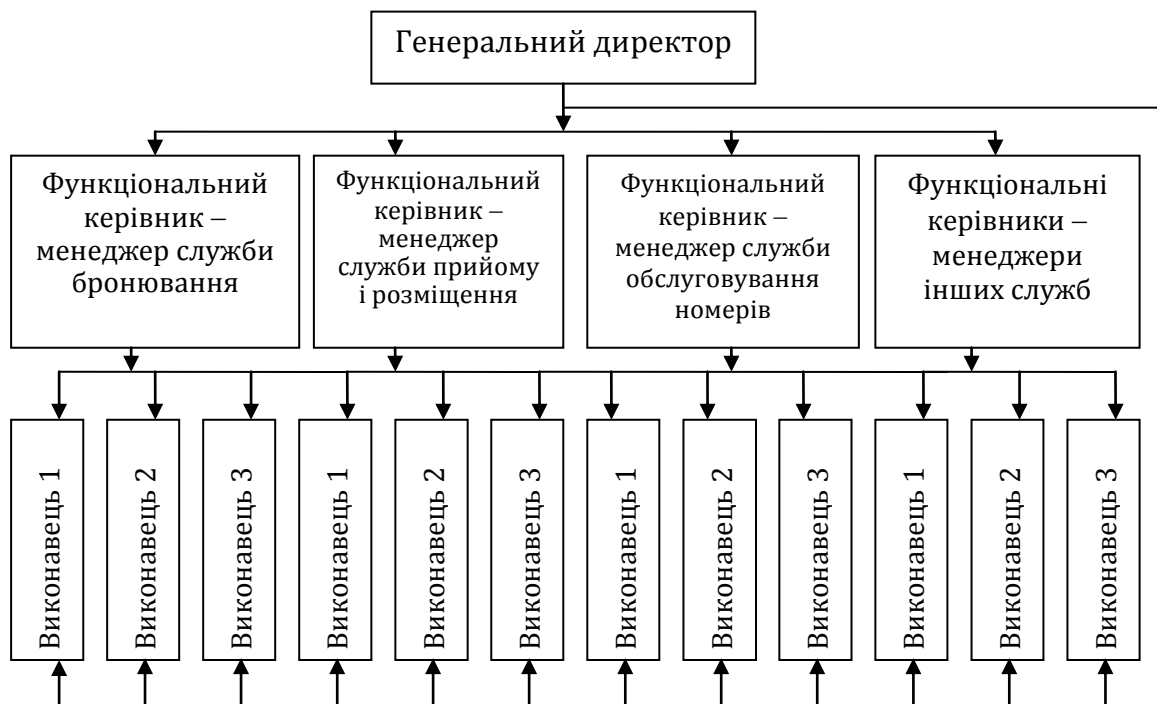 Генеральний директор
Функціональний
керівник –
менеджер служби
бронювання
Функціональний
керівник –
менеджер
служби прийому
і розміщення
Функціональний
керівник –
менеджер служби
обслуговування
номерів
Функціональні
керівники –
менеджери
інших служб
Виконавець 1
Виконавець 2
Виконавець 3
Виконавець 1
Виконавець 2
Виконавець 3
Виконавець 1
Виконавець 2
Виконавець 3
Виконавець 1
Виконавець 2
Виконавець 3